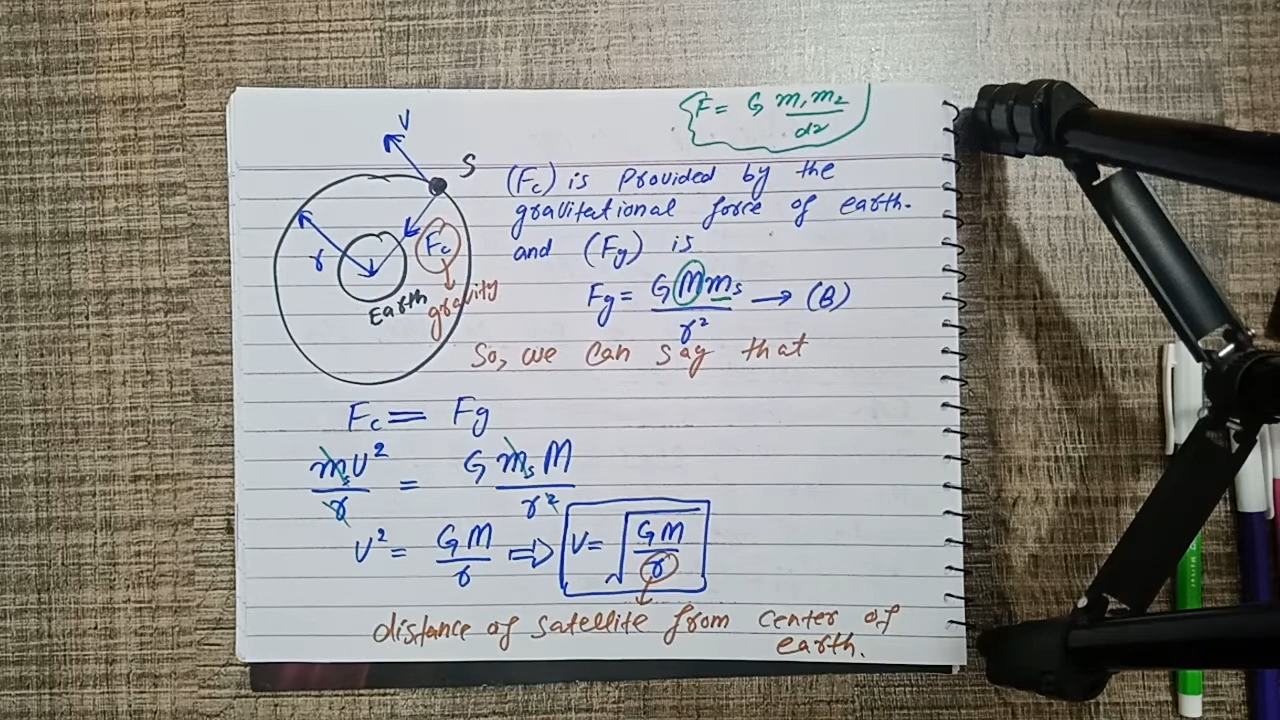 F = G m₁m₂
d2
V
S
(Fc) is Provided by the
gravitational force of earth.
r
Fc
and (Fg) is
Earth
gravity
Fg = G M ms → (B)
r²
So, we can say that
Fc = Fg
msv² = G ms M
r r²
v² = GM ⇒ V = √GM
r r
distance of satellite from center of
earth.